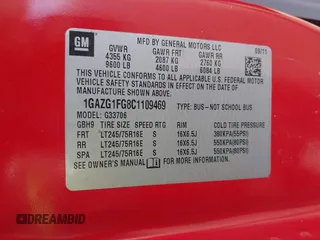 GM
MFD BY GENERAL MOTORS LLC
08/11
GVWR GAWR FRT GAWR RR
4355 KG 2087 KG 2760 KG
9600 LB 4600 LB 6084 LB
THIS VEHICLE CONFORMS TO ALL APPLICABLE U.S. FEDERAL MOTOR
VEHICLE SAFETY STANDARDS IN EFFECT ON THE DATE OF
MANUFACTURE SHOWN ABOVE.
1GAZG1FG8C1109469 TYPE: BUS-NOT SCHOOL BUS
MODEL: G33706
GBH9 TIRE SIZE SPEED RTG RIM COLD TIRE PRESSURE
FRT LT245/75R16E S 16X6.5J 380KPA(55PSI)
RR LT245/75R16E S 16X6.5J 550KPA(80PSI)
SPA LT245/75R16E S 16X6.5J 550KPA(80PSI)
SEE OWNER'S MANUAL FOR ADDITIONAL INFORMATION.
DREAMBID